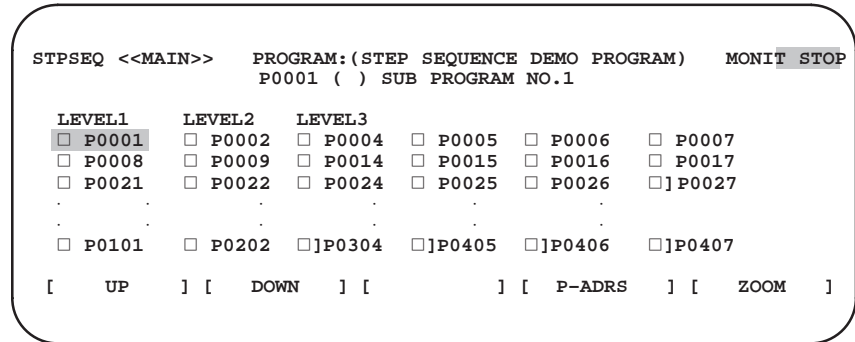 STPSEQ <<MAIN>> PROGRAM:(STEP SEQUENCE DEMO PROGRAM) MONIT STOP
P0001 ( ) SUB PROGRAM NO.1
LEVEL1 LEVEL2 LEVEL3
□ P0001 □ P0002 □ P0004 □ P0005 □ P0006 □ P0007
□ P0008 □ P0009 □ P0014 □ P0015 □ P0016 □ P0017
□ P0021 □ P0022 □ P0024 □ P0025 □ P0026 □]P0027
. . . . . .
. . . . . .
□ P0101 □ P0202 □]P0304 □]P0405 □]P0406 □]P0407
[ UP ] [ DOWN ] [ ] [ P-ADRS ] [ ZOOM ]